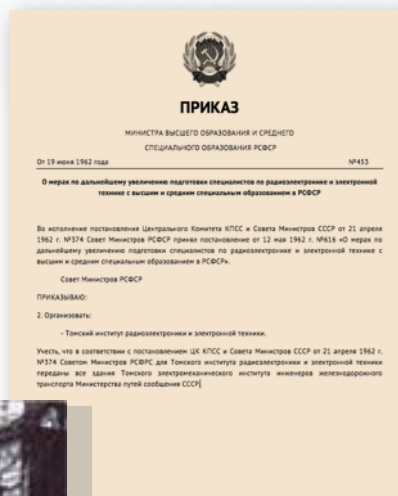 ПРИКАЗ
МИНИСТРА ВЫСШЕГО ОБРАЗОВАНИЯ И СРЕДНЕГО
СПЕЦИАЛЬНОГО ОБРАЗОВАНИЯ РСФСР
От 19 июня 1962 года №453
О мерах по дальнейшему увеличению подготовки специалистов по радиоэлектронике и электронной
технике с высшим и средним специальным образованием в РСФСР
Во исполнение постановления Центрального Комитета КПСС и Совета Министров СССР от 21 апреля
1962 г. №374 Совет Министров РСФСР принял постановление от 12 мая 1962 г. №616 «О мерах по
дальнейшему увеличению подготовки специалистов по радиоэлектронике и электронной технике с
высшим и средним специальным образованием в РСФСР».
Совет Министров РСФСР
ПРИКАЗЫВАЮ:
2. Организовать:
- Томский институт радиоэлектроники и электронной техники.
Учесть, что в соответствии с постановлением ЦК КПСС и Совета Министров СССР от 21 апреля 1962 г.
№374 Советом Министров РСФРС для Томского института радиоэлектроники и электронной техники
переданы все здания Томского электромеханического института инженеров железнодорожного
транспорта Министерства путей сообщения СССР